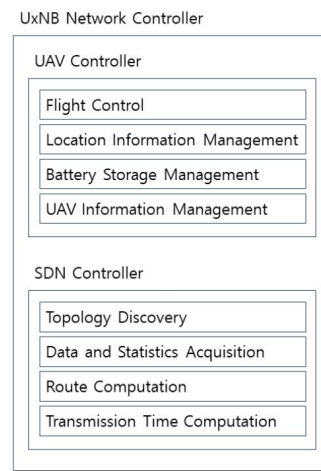 UxNB Network Controller
UAV Controller
Flight Control
Location Information Management
Battery Storage Management
UAV Information Management
SDN Controller
Topology Discovery
Data and Statistics Acquisition
Route Computation
Transmission Time Computation